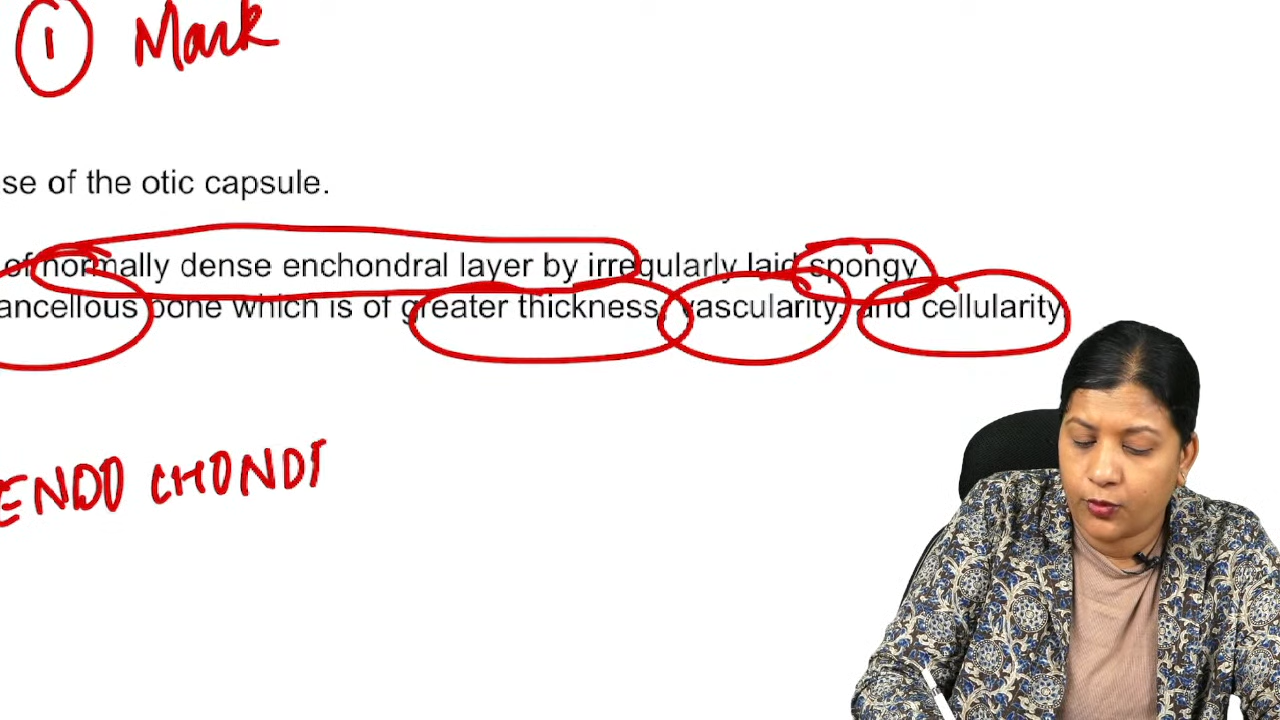 1 Mark
se of the otic capsule.
of normally dense enchondral layer by irregularly laid spongy
ancellous bone which is of greater thickness, vascularity, and cellularity.
ENDO CHONDR